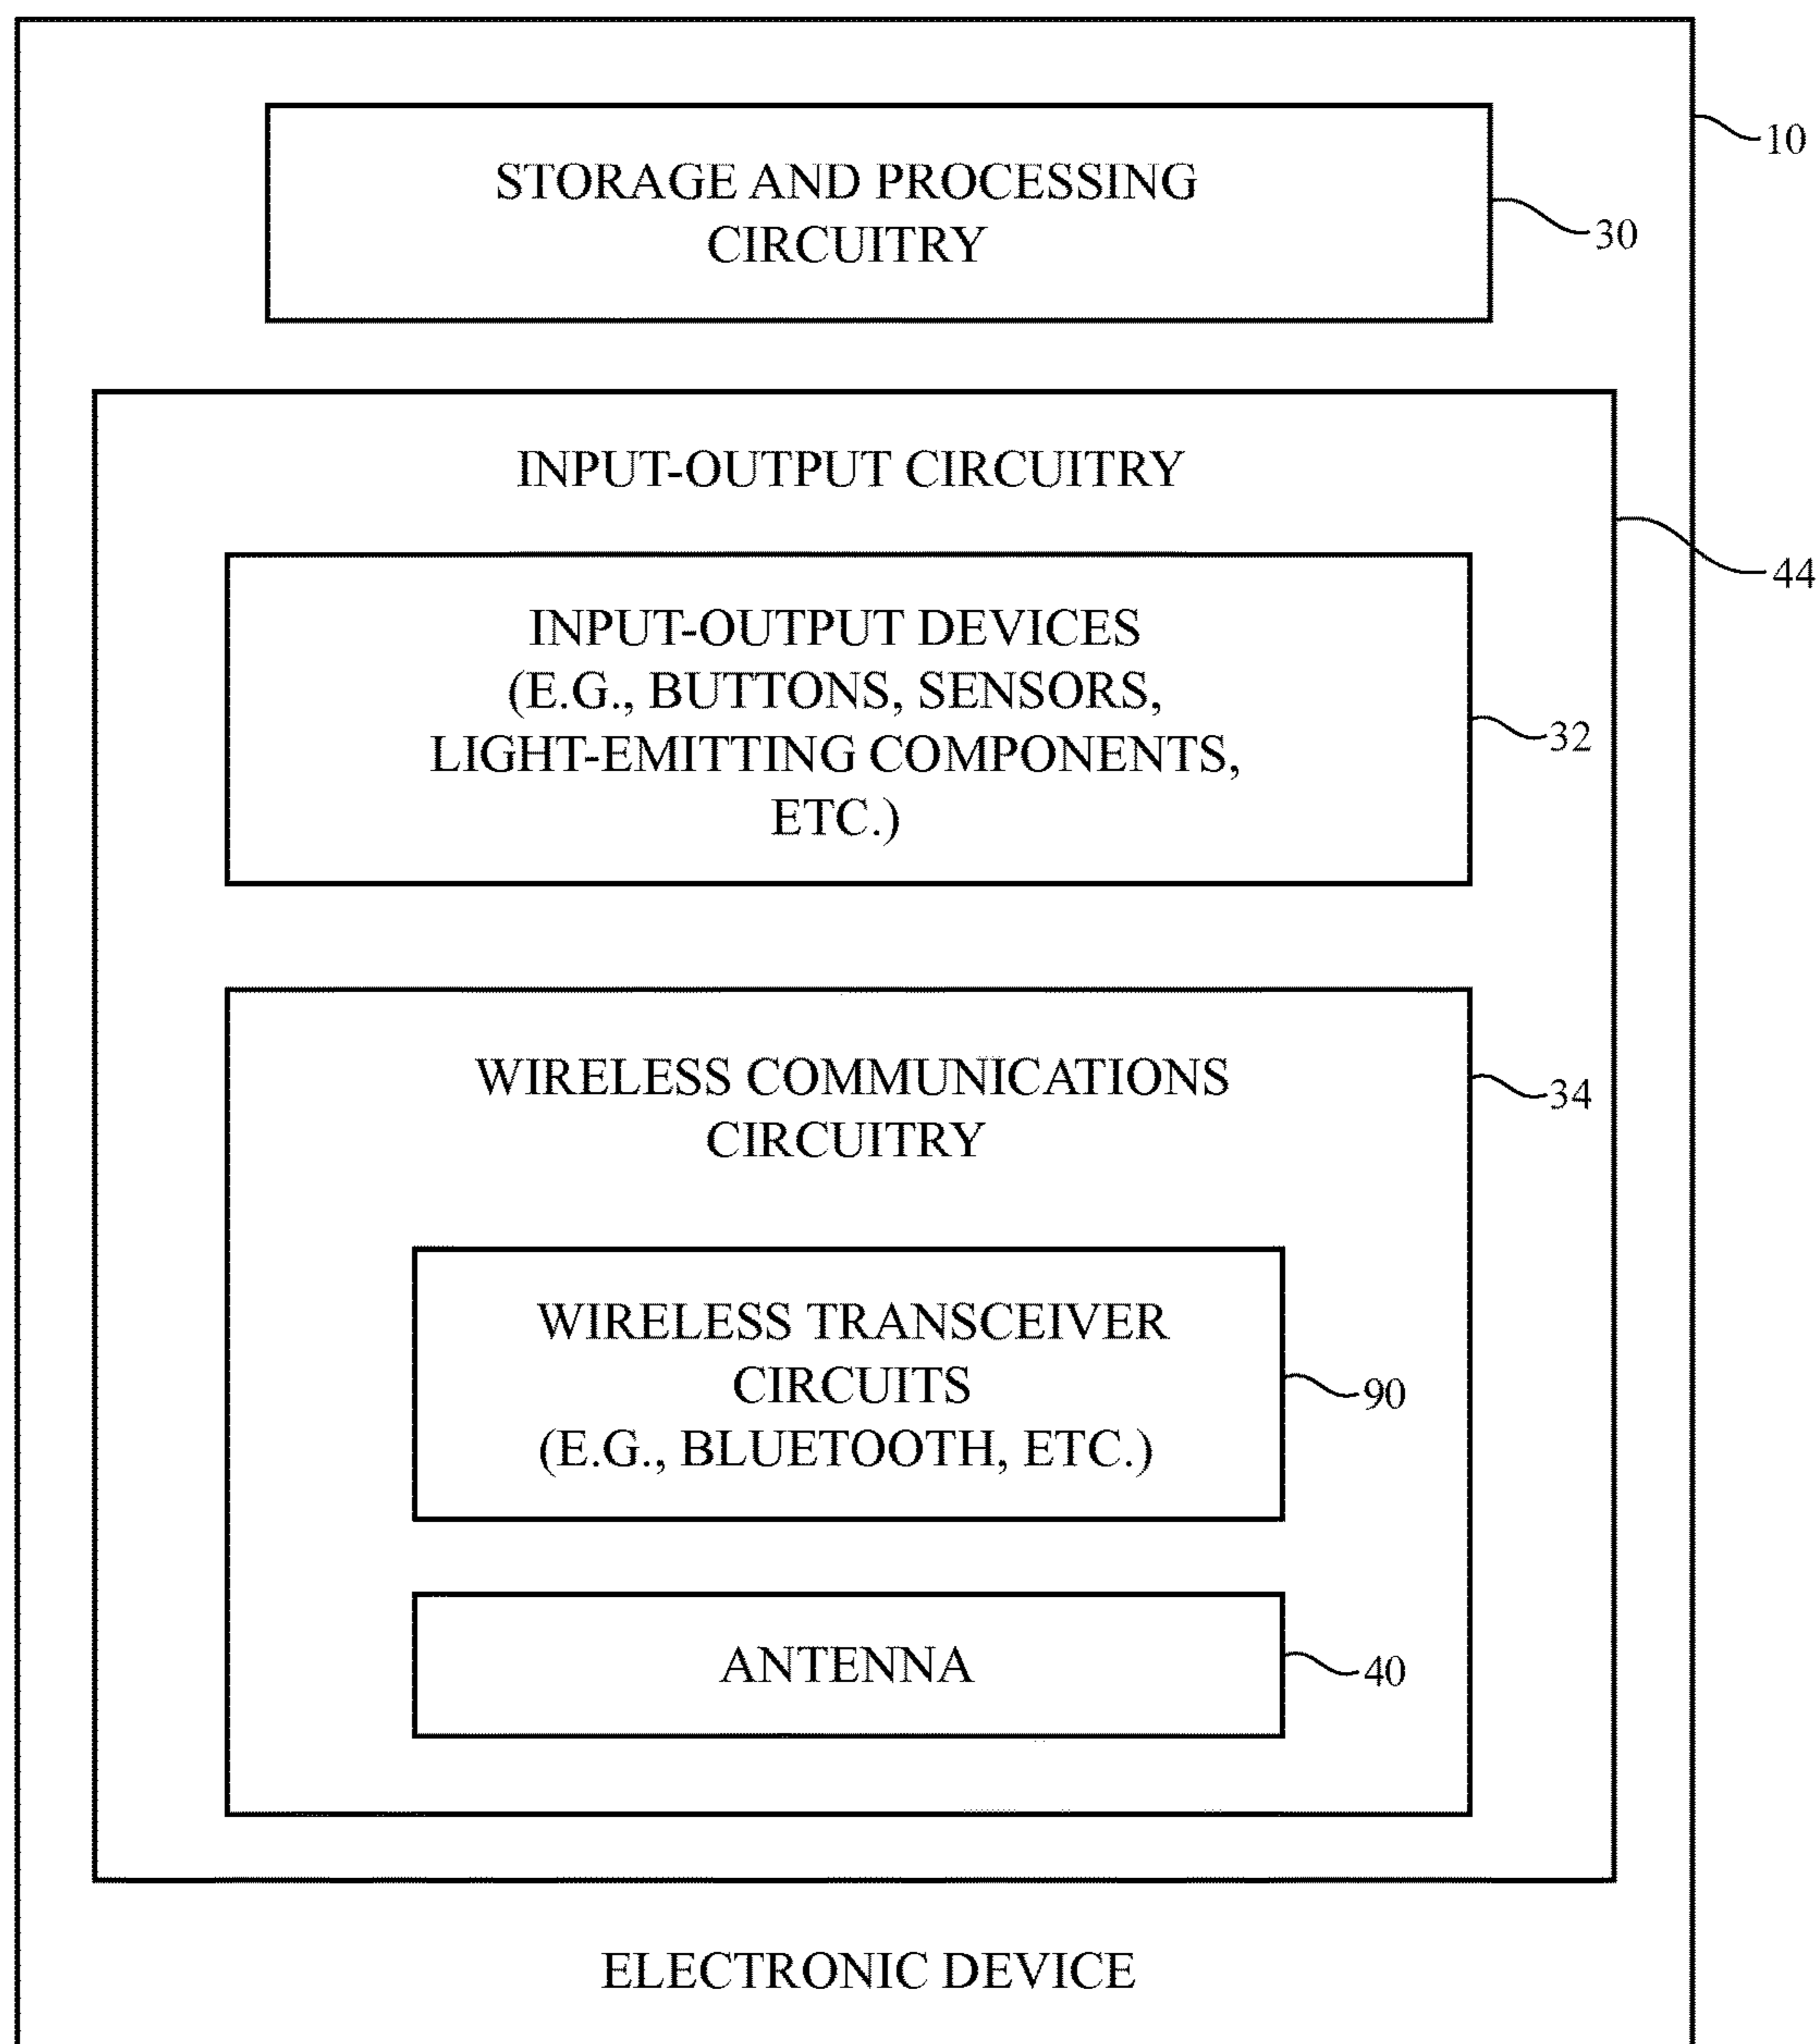 10
STORAGE AND PROCESSING
CIRCUITRY
30
INPUT-OUTPUT CIRCUITRY
44
INPUT-OUTPUT DEVICES
(E.G., BUTTONS, SENSORS,
LIGHT-EMITTING COMPONENTS,
ETC.)
32
WIRELESS COMMUNICATIONS
CIRCUITRY
34
WIRELESS TRANSCEIVER
CIRCUITS
(E.G., BLUETOOTH, ETC.)
90
ANTENNA
40
ELECTRONIC DEVICE